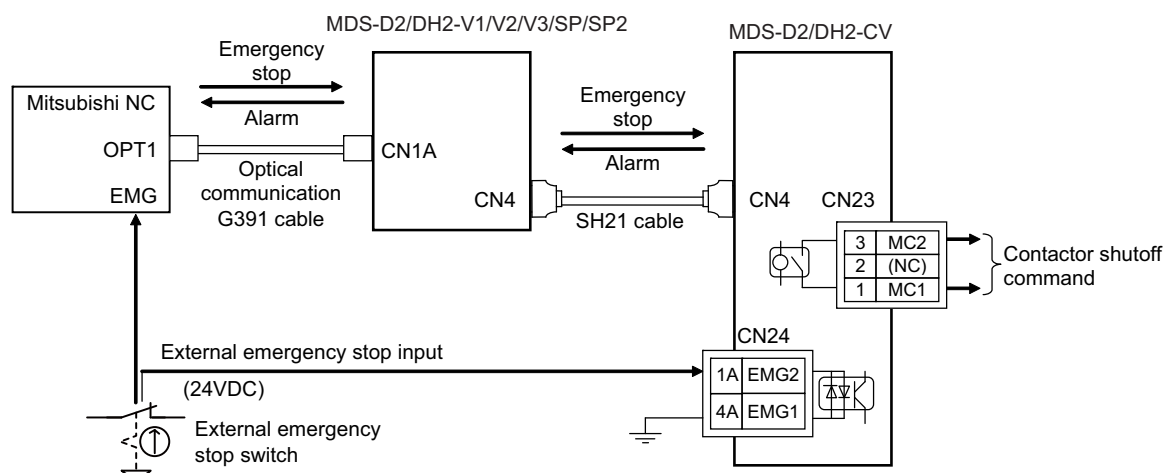 MDS-D2/DH2-V1/V2/V3/SP/SP2
MDS-D2/DH2-CV
Emergency
stop
Alarm
Mitsubishi NC
OPT1
EMG
Optical
communication
G391 cable
CN1A
CN4
Emergency
stop
Alarm
SH21 cable
CN4
CN23
3 MC2
2 (NC)
1 MC1
Contactor shutoff
command
CN24
1A EMG2
4A EMG1
External emergency stop input
(24VDC)
External emergency
stop switch